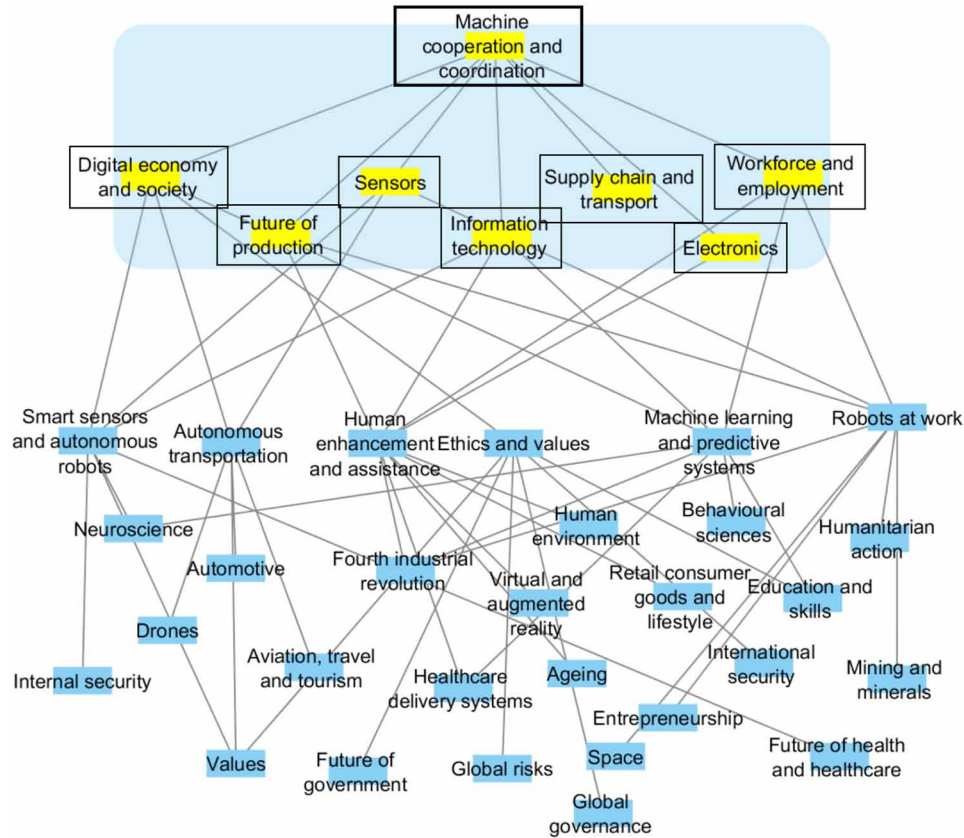 Machine
cooperation and
coordination
Digital economy
and society
Sensors
Supply chain and
transport
Workforce and
employment
Future of
production
Information
technology
Electronics
Smart sensors
and autonomous
robots
Autonomous
transportation
Human
enhancement
and assistance
Ethics and values
Machine learning
and predictive
systems
Robots at work
Neuroscience
Human
environment
Behavioural
sciences
Humanitarian
action
Automotive
Fourth industrial
revolution
Virtual and
augmented
reality
Retail consumer
goods and
lifestyle
Education and
skills
Drones
Internal security
Aviation, travel
and tourism
Healthcare
delivery systems
Ageing
International
security
Mining and
minerals
Entrepreneurship
Values
Future of
government
Global risks
Space
Future of health
and healthcare
Global
governance